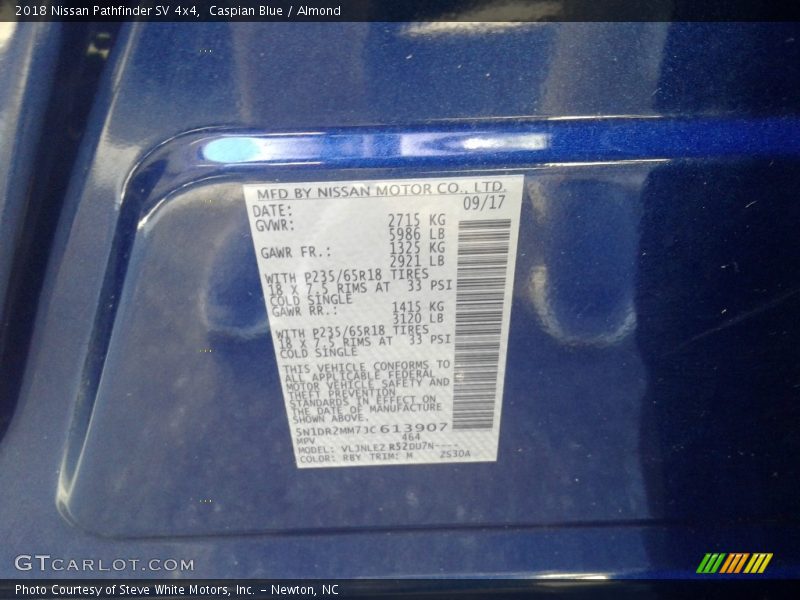 2018 Nissan Pathfinder SV 4x4, Caspian Blue / Almond
MFD BY NISSAN MOTOR CO., LTD.
DATE: 09/17
GVWR: 2715 KG
5986 LB
GAWR FR.: 1325 KG
2921 LB
WITH P235/65R18 TIRES
18 X 7.5 RIMS AT 33 PSI
COLD SINGLE
GAWR RR.: 1415 KG
3120 LB
WITH P235/65R18 TIRES
18 X 7.5 RIMS AT 33 PSI
COLD SINGLE
THIS VEHICLE CONFORMS TO
ALL APPLICABLE FEDERAL
MOTOR VEHICLE SAFETY AND
THEFT PREVENTION
STANDARDS IN EFFECT ON
THE DATE OF MANUFACTURE
SHOWN ABOVE.
5N1DR2MM7JC613907
MPV 464
MODEL: VLJNLEZ R52DU7N----
COLOR: RBY TRIM: M ZS30A
GTCARLOT.COM
Photo Courtesy of Steve White Motors, Inc. – Newton, NC